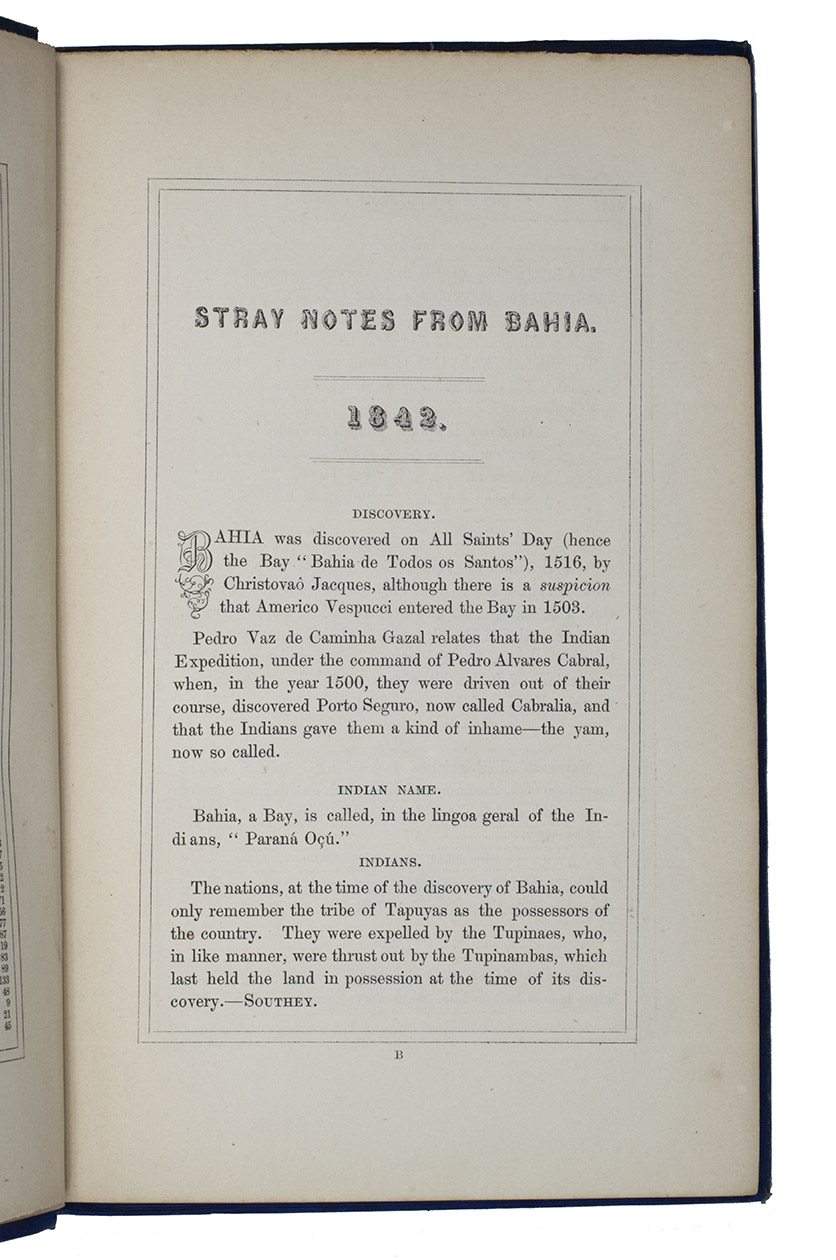 STRAY NOTES FROM BAHIA.
1843.
DISCOVERY.
BAHIA was discovered on All Saints' Day (hence
the Bay "Bahia de Todos os Santos"), 1516, by
Christovaô Jacques, although there is a suspicion
that Americo Vespucci entered the Bay in 1503.
Pedro Vaz de Caminha Gazal relates that the Indian
Expedition, under the command of Pedro Alvares Cabral,
when, in the year 1500, they were driven out of their
course, discovered Porto Seguro, now called Cabralia, and
that the Indians gave them a kind of inhame—the yam,
now so called.
INDIAN NAME.
Bahia, a Bay, is called, in the lingoa geral of the In-
dians, "Paraná Oçú."
INDIANS.
The nations, at the time of the discovery of Bahia, could
only remember the tribe of Tapuyas as the possessors of
the country. They were expelled by the Tupinaes, who,
in like manner, were thrust out by the Tupinambas, which
last held the land in possession at the time of its dis-
covery.—SOUTHEY.
B